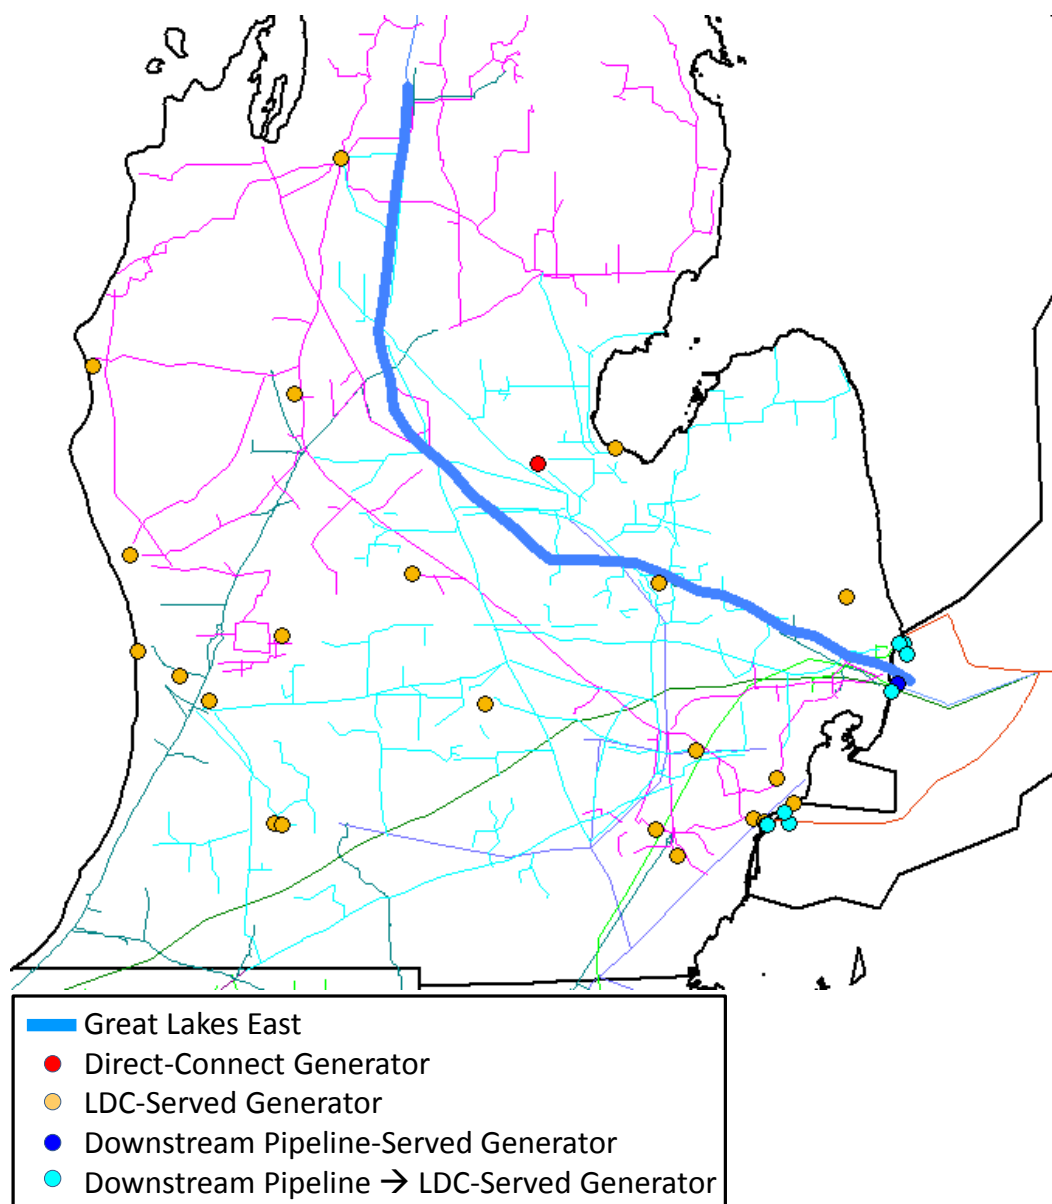 Great Lakes East
Direct-Connect Generator
LDC-Served Generator
Downstream Pipeline-Served Generator
Downstream Pipeline → LDC-Served Generator